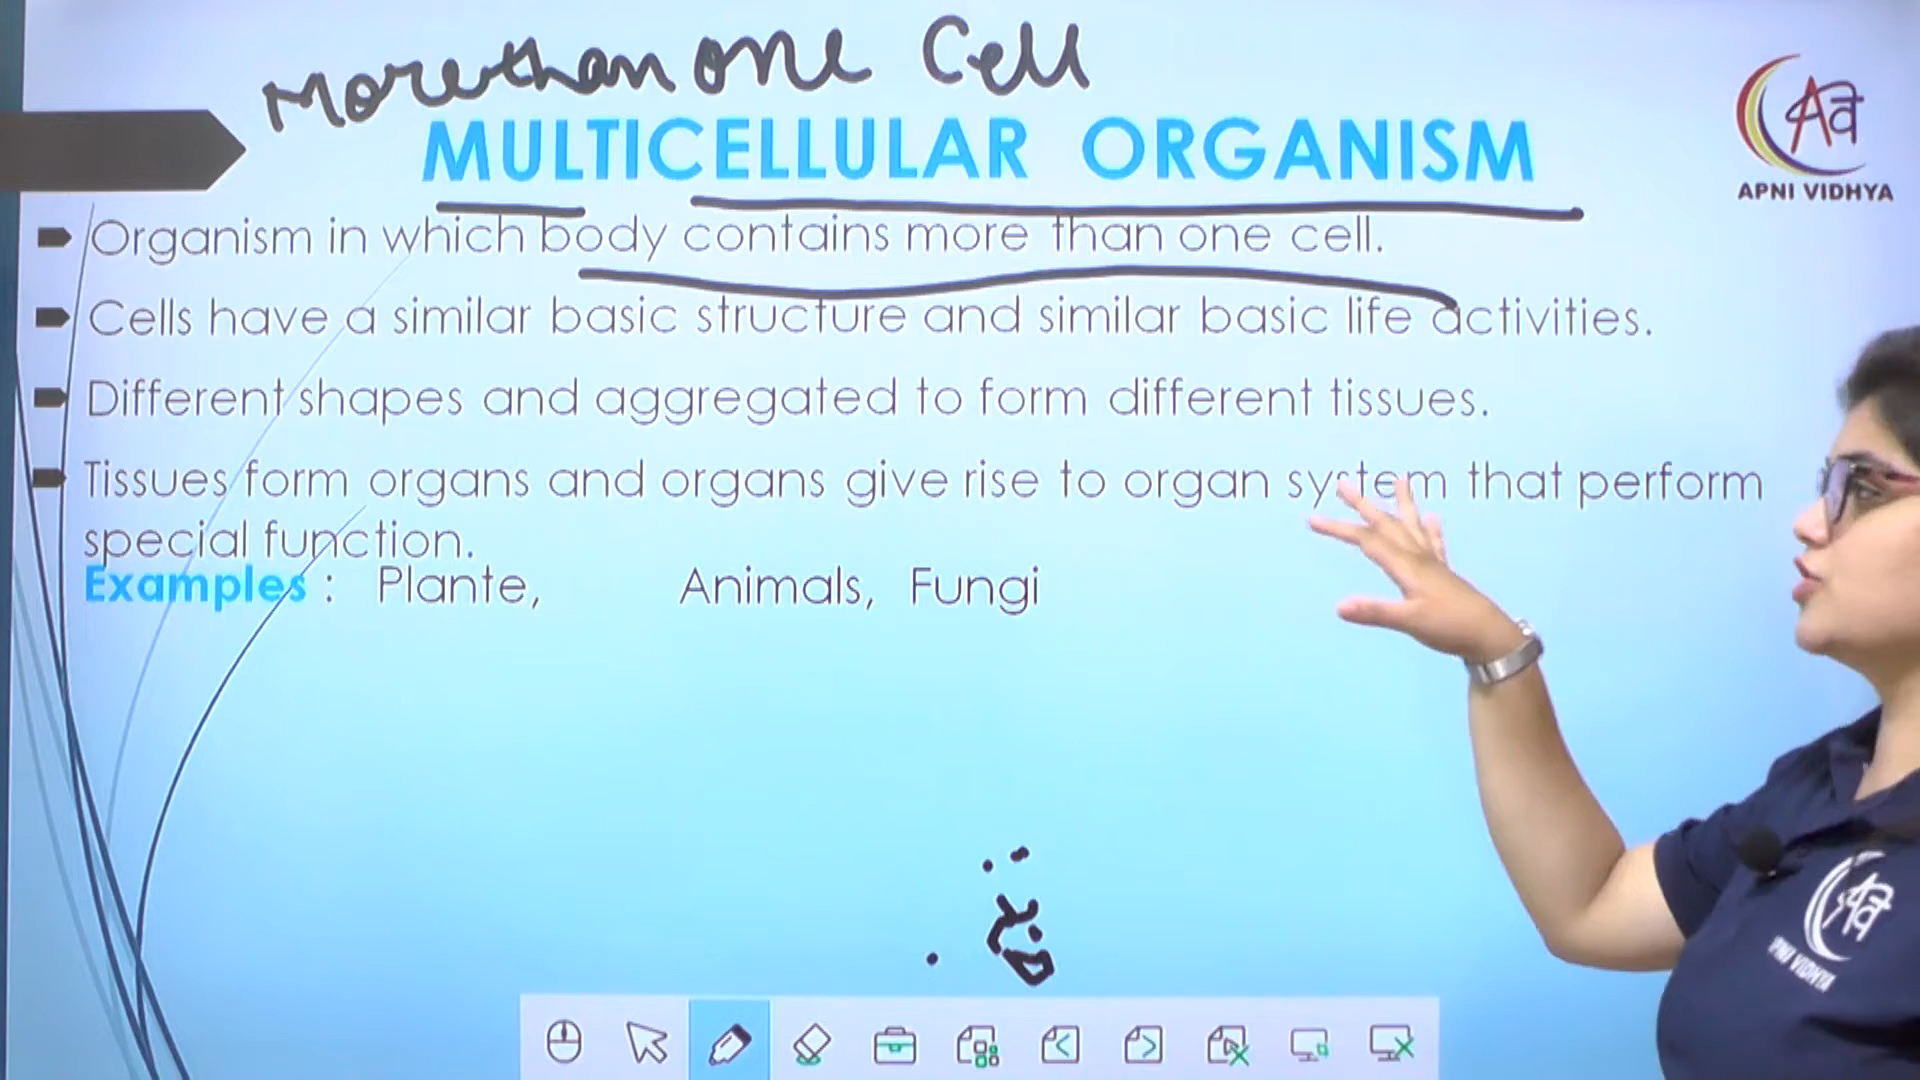 More than one Cell
MULTICELLULAR ORGANISM
Aवि
APNI VIDHYA
Organism in which body contains more than one cell.
Cells have a similar basic structure and similar basic life activities.
Different shapes and aggregated to form different tissues.
Tissues form organs and organs give rise to organ system that perform
special function.
Examples : Plante, Animals, Fungi